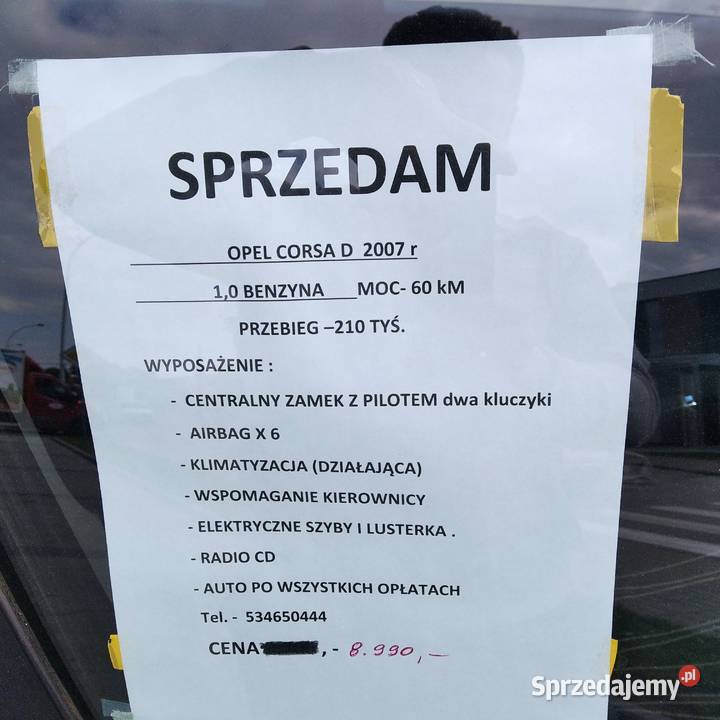 SPRZEDAM
OPEL CORSA D 2007 r
1,0 BENZYNA MOC- 60 kM
PRZEBIEG –210 TYŚ.
WYPOSAŻENIE :
- CENTRALNY ZAMEK Z PILOTEM dwa kluczyki
- AIRBAG X 6
- KLIMATYZACJA (DZIAŁAJĄCA)
- WSPOMAGANIE KIEROWNICY
- ELEKTRYCZNE SZYBY I LUSTERKA .
- RADIO CD
- AUTO PO WSZYSTKICH OPŁATACH
Tel. - 534650444
CENA , - 8.990,—
Sprzedajemy.pl